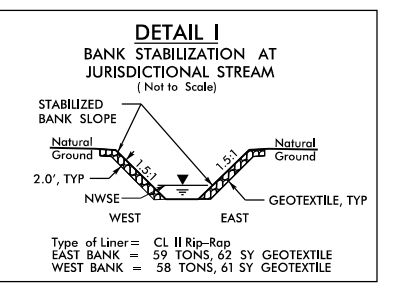 DETAIL I
BANK STABILIZATION AT
JURISDICTIONAL STREAM
( Not to Scale)
STABILIZED
BANK SLOPE
Natural
Ground
Natural
Ground
1.5:1
1.5:1
2.0', TYP
NWSE
GEOTEXTILE, TYP
WEST
EAST
Type of Liner= CL II Rip-Rap
EAST BANK = 59 TONS, 62 SY GEOTEXTILE
WEST BANK = 58 TONS, 61 SY GEOTEXTILE